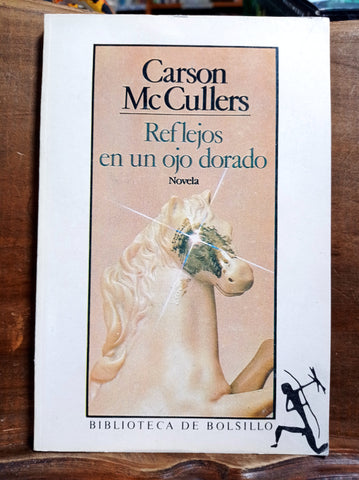 Carson
McCullers
Reflejos
en un ojo dorado
Novela
BIBLIOTECA DE BOLSILLO